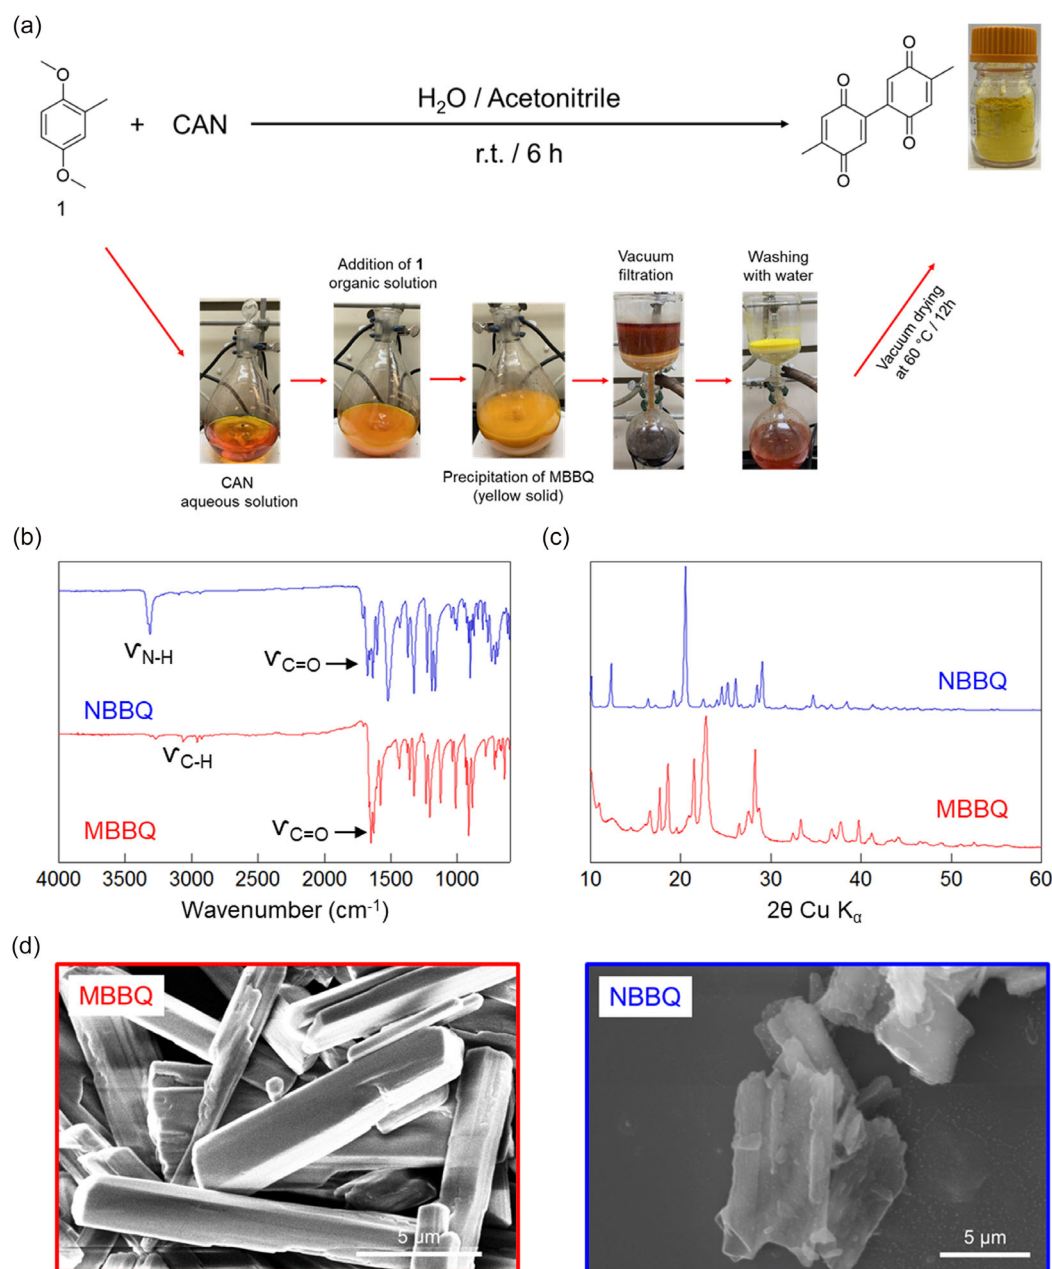 (a)
O
O
1
+
CAN
H₂O / Acetonitrile
r.t. / 6 h
O
O
O
O
Addition of 1
organic solution
Vacuum
filtration
Washing
with water
Vacuum drying
at 60 °C / 12h
CAN
aqueous solution
Precipitation of MBBQ
(yellow solid)
(b)
νN-H
νC=O
NBBQ
νC-H
MBBQ
νC=O
4000 3500 3000 2500 2000 1500 1000
Wavenumber (cm⁻¹)
(c)
NBBQ
MBBQ
10 20 30 40 50 60
2θ Cu Kα
(d)
MBBQ
5 μm
NBBQ
5 μm